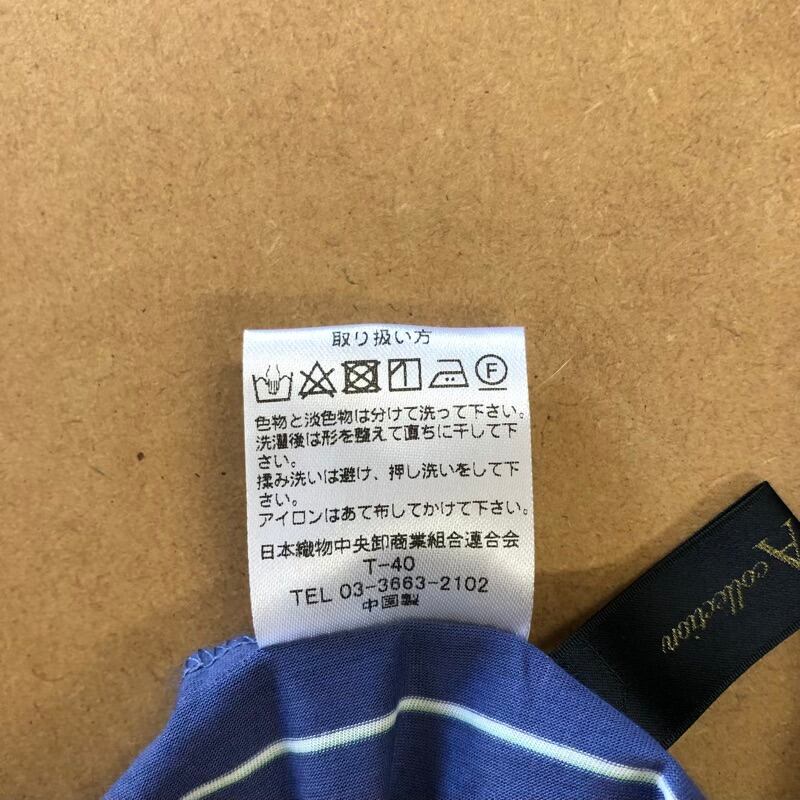 取り扱い方
F
色物と淡色物は分けて洗って下さい。
洗濯後は形を整えて直ちに干して下
さい。
揉み洗いは避け、押し洗いをして下
さい。
アイロンはあて布してかけて下さい。
日本織物中央卸商業組合連合会
T-40
TEL 03-3663-2102
中国製
A
collection